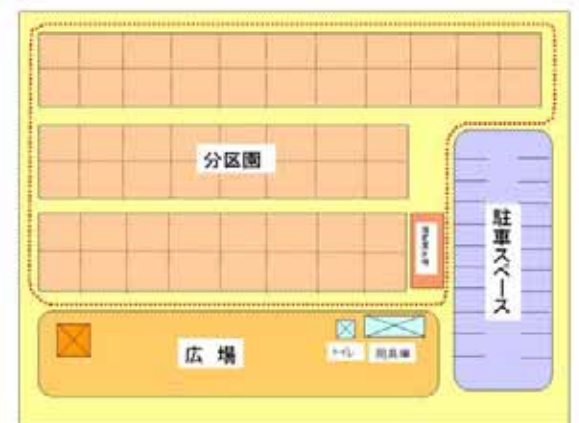 分区園
駐車スペース
広場
トイレ
用具庫